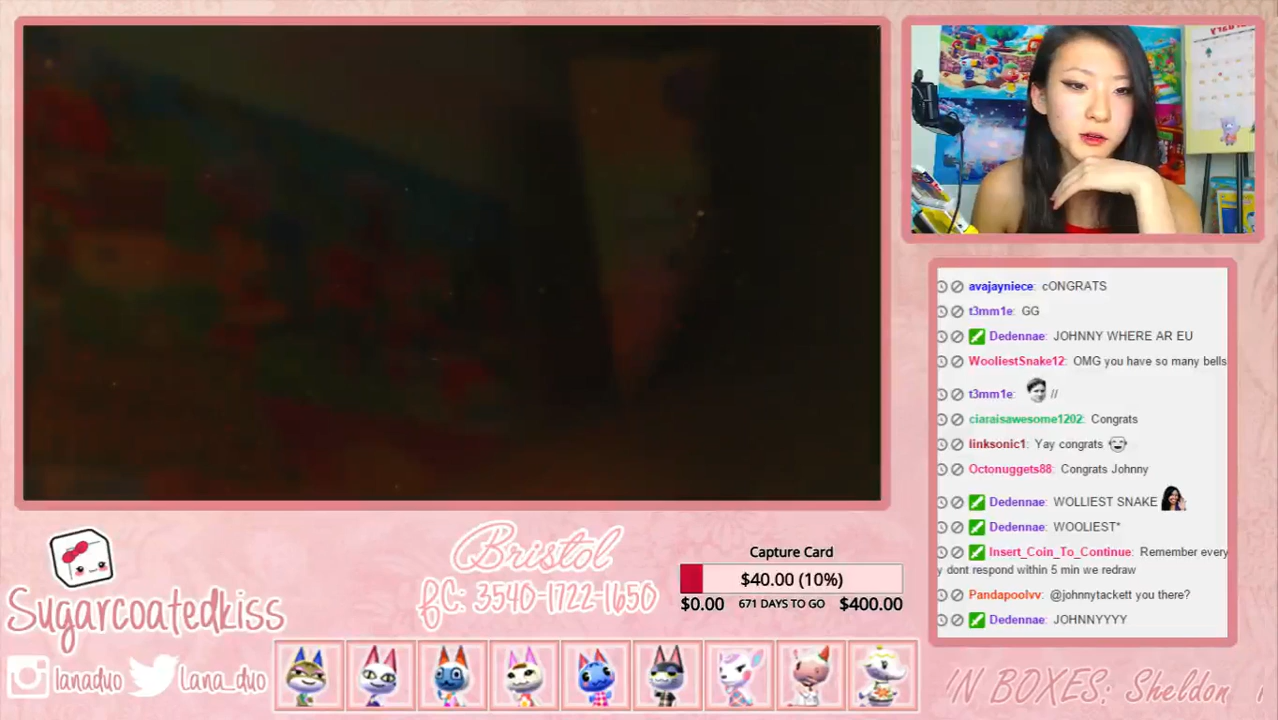 avajayniece: cONGRATS
t3mm1e: GG
Dedennae: JOHNNY WHERE AR EU
WooliestSnake12: OMG you have so many bells
t3mm1e: //
ciaraisawesome1202: Congrats
linksonic1: Yay congrats
Octonuggets88: Congrats Johnny
Dedennae: WOLLIEST SNAKE
Dedennae: WOOLIEST*
Insert_Coin_To_Continue: Remember every
y dont respond within 5 min we redraw
Pandapoolvv: @johnnytackett you there?
Dedennae: JOHNNYYYY
Bristol
FC: 3540-1722-1650
Capture Card
$40.00 (10%)
$0.00 671 DAYS TO GO $400.00
Sugarcoatedkiss
lanaduo Lana_duo
N BOXES: Sheldon